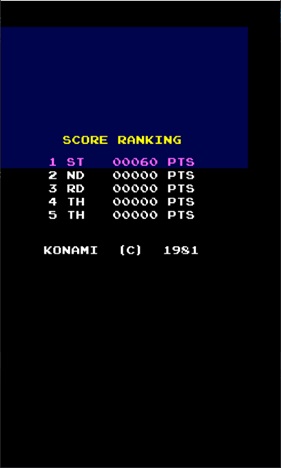 SCORE RANKING
1 ST 00060 PTS
2 ND 00000 PTS
3 RD 00000 PTS
4 TH 00000 PTS
5 TH 00000 PTS
KONAMI (C) 1981